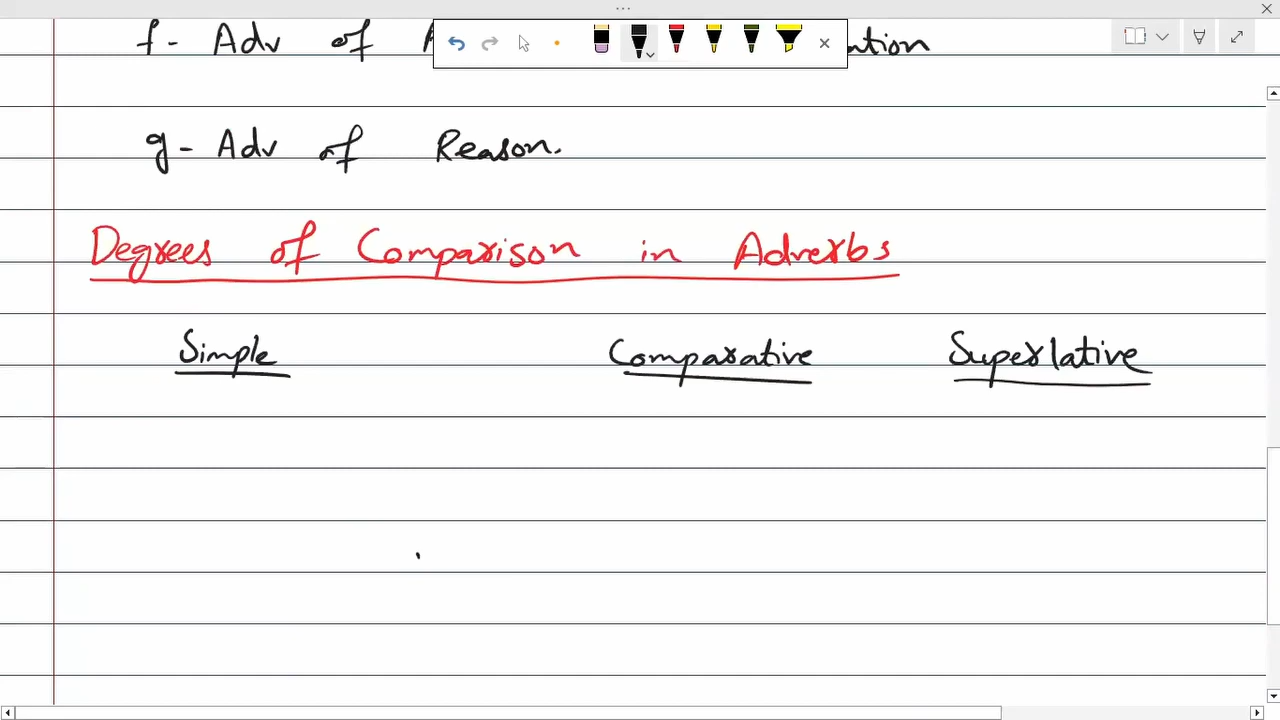 f- Adv of
g- Adv of Reason.
Degrees of Comparison in Adverbs
Simple Comparative Superlative